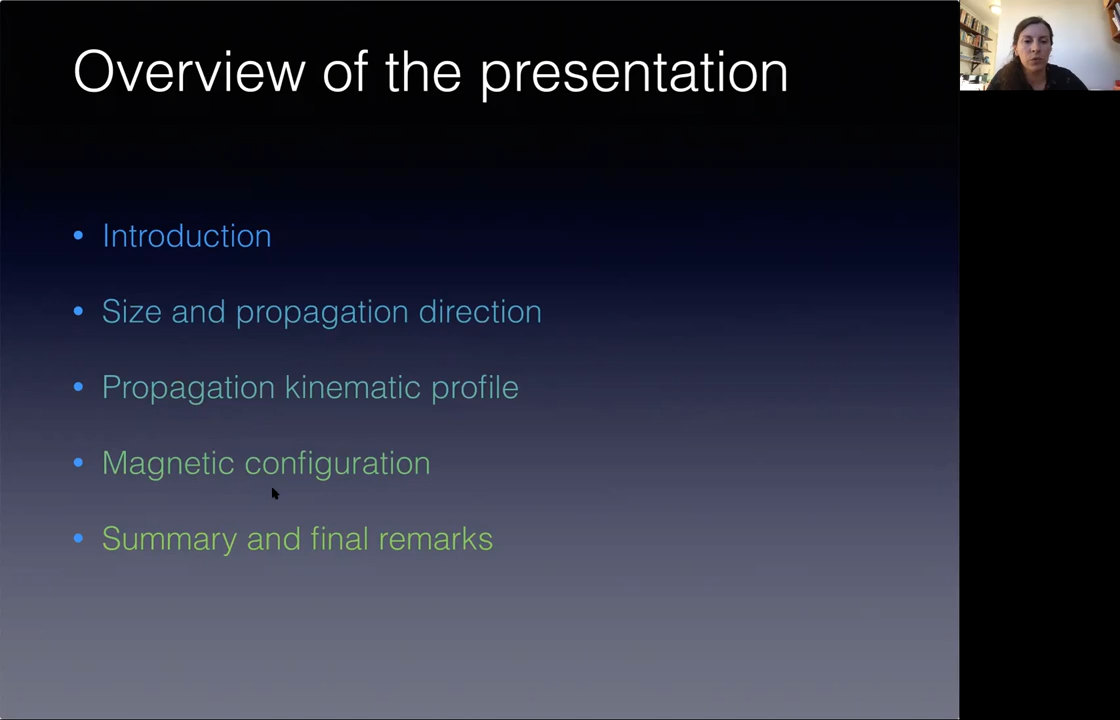 Overview of the presentation
• Introduction
• Size and propagation direction
• Propagation kinematic profile
• Magnetic configuration
• Summary and final remarks